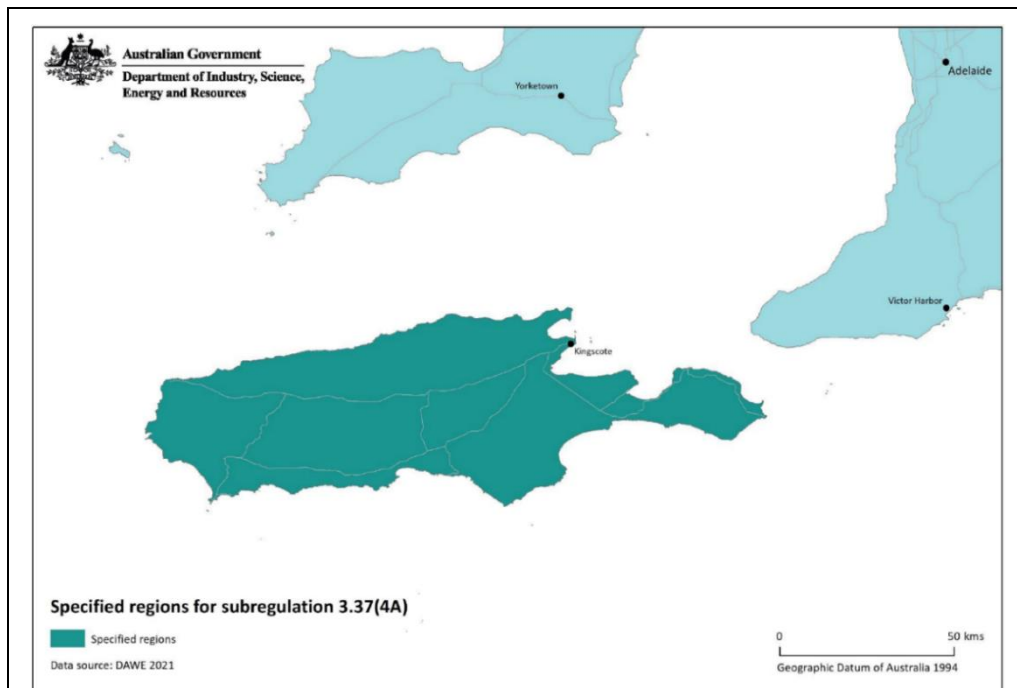 Australian Government
Department of Industry, Science,
Energy and Resources
Yorketown
Adelaide
Victor Harbor
Kingscote
Specified regions for subregulation 3.37(4A)
Specified regions
Data source: DAWE 2021
0 50 kms
Geographic Datum of Australia 1994